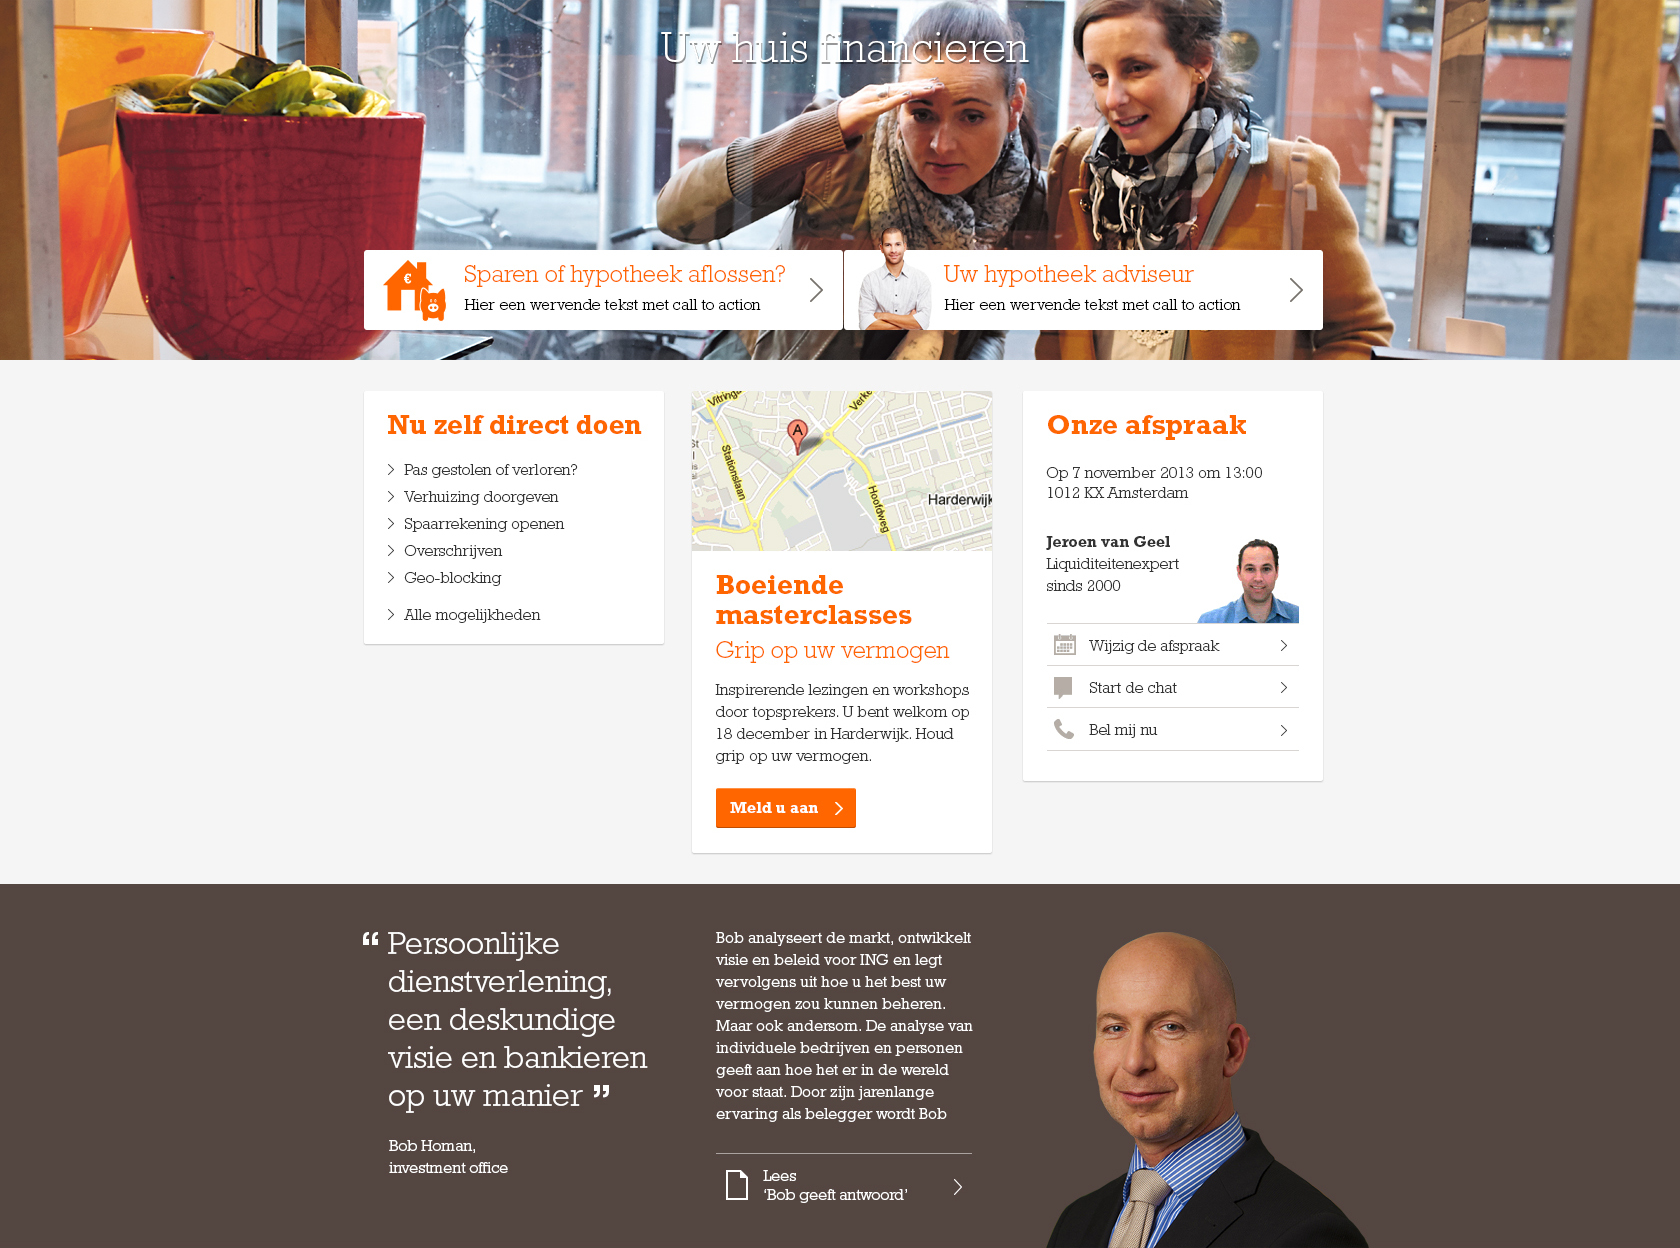 Uw huis financieren
€
Sparen of hypotheek aflossen?
Hier een wervende tekst met call to action
Uw hypotheek adviseur
Hier een wervende tekst met call to action
Nu zelf direct doen
Pas gestolen of verloren?
Verhuizing doorgeven
Spaarrekening openen
Overschrijven
Geo-blocking
Alle mogelijkheden
A
Stationslaan
Hoofdweg
Harderwijk
Boeiende
masterclasses
Grip op uw vermogen
Inspirerende lezingen en workshops
door topsprekers. U bent welkom op
18 december in Harderwijk. Houd
grip op uw vermogen.
Meld u aan
Onze afspraak
Op 7 november 2013 om 13:00
1012 KX Amsterdam
Jeroen van Geel
Liquiditeitenexpert
sinds 2000
Wijzig de afspraak
Start de chat
Bel mij nu
“ Persoonlijke
dienstverlening,
een deskundige
visie en bankieren
op uw manier ”
Bob Homan,
investment office
Bob analyseert de markt, ontwikkelt
visie en beleid voor ING en legt
vervolgens uit hoe u het best uw
vermogen zou kunnen beheren.
Maar ook andersom. De analyse van
individuele bedrijven en personen
geeft aan hoe het er in de wereld
voor staat. Door zijn jarenlange
ervaring als belegger wordt Bob
Lees
‘Bob geeft antwoord’